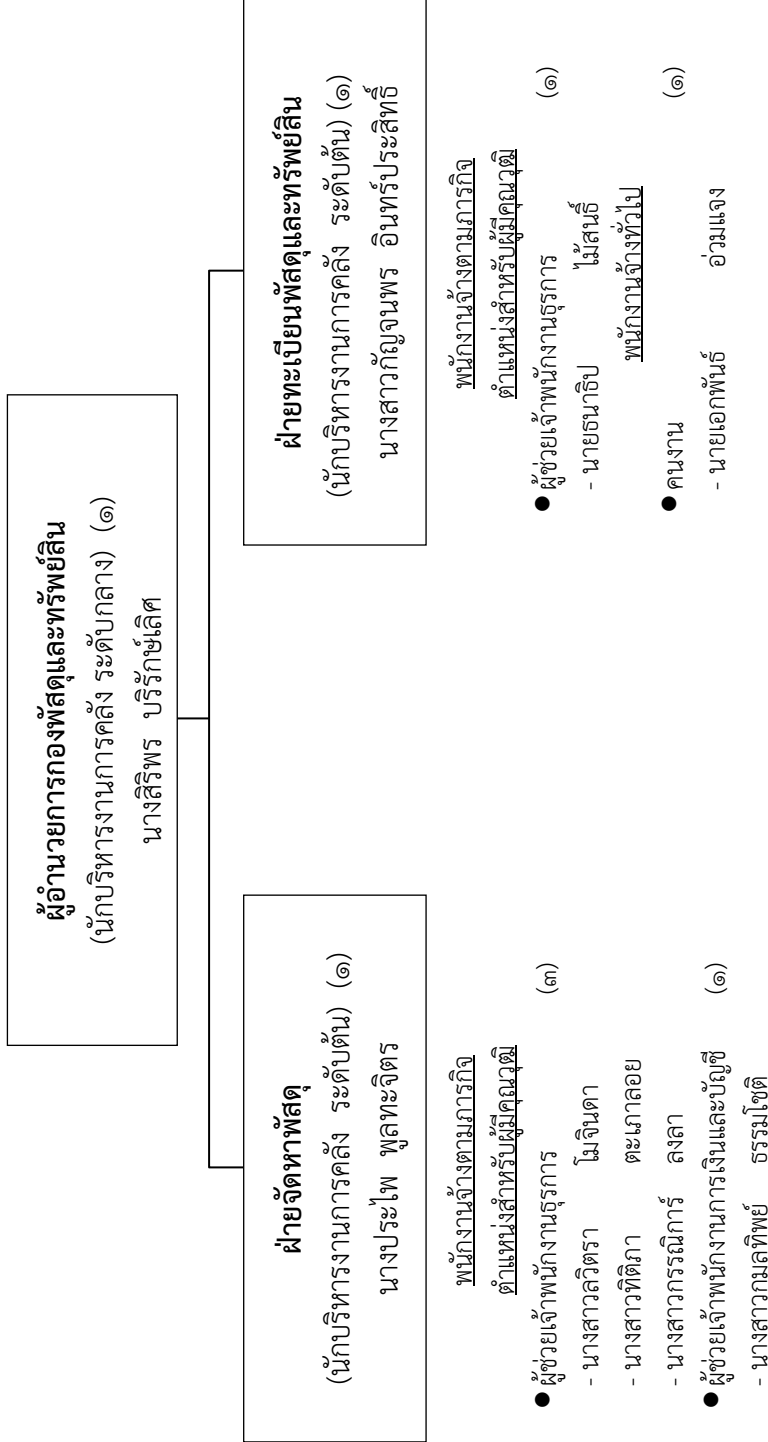 ผู้อำนวยการกองพัสดุและทรัพย์สิน
(นักบริหารงานการคลัง ระดับกลาง) (๑)
นางสิริพร บริรักษ์เลิศ
ฝ่ายจัดหาพัสดุ
(นักบริหารงานการคลัง ระดับต้น) (๑)
นางประไพ พูลทะจิตร
พนักงานจ้างตามภารกิจ
ตำแหน่งสำหรับผู้มีคุณวุฒิ
● ผู้ช่วยเจ้าพนักงานธุรการ (๓)
- นางสาวลวิตรา โมจินดา
- นางสาวทิติภา ตะเภาลอย
- นางสาวกรรณิการ์ ลงลา
● ผู้ช่วยเจ้าพนักงานการเงินและบัญชี (๑)
- นางสาวกมลทิพย์ ธรรมโชติ
ฝ่ายทะเบียนพัสดุและทรัพย์สิน
(นักบริหารงานการคลัง ระดับต้น) (๑)
นางสาวกัญจนพร อินทร์ประสิทธิ์
พนักงานจ้างตามภารกิจ
ตำแหน่งสำหรับผู้มีคุณวุฒิ
● ผู้ช่วยเจ้าพนักงานธุรการ (๑)
- นายธนาธิป ไม้สนธิ์
พนักงานจ้างทั่วไป
● คนงาน (๑)
- นายเอกพันธ์ อ่วมแจง